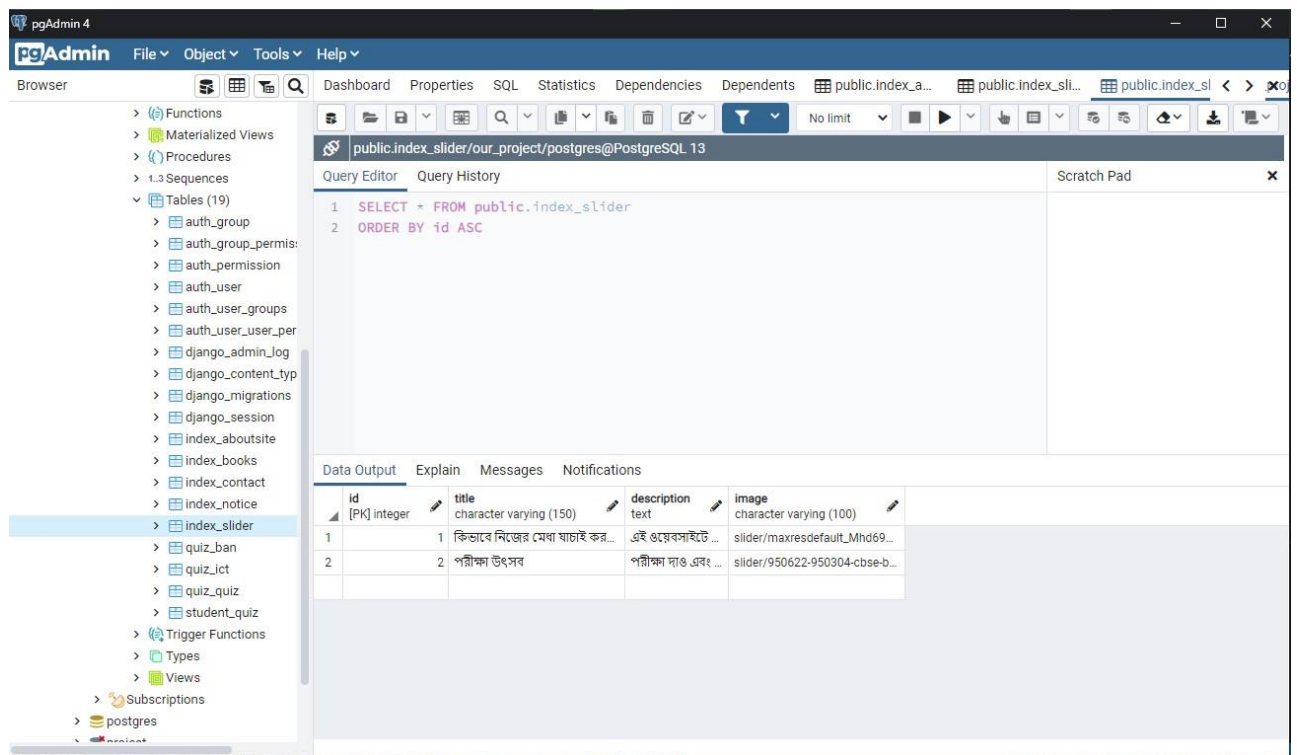 pgAdmin 4
pgAdmin File Object Tools Help
Browser
Dashboard Properties SQL Statistics Dependencies Dependents public.index_a... public.index_sli... public.index_sl
Functions
Materialized Views
Procedures
1..3 Sequences
Tables (19)
auth_group
auth_group_permis
auth_permission
auth_user
auth_user_groups
auth_user_user_per
django_admin_log
django_content_typ
django_migrations
django_session
index_aboutsite
index_books
index_contact
index_notice
index_slider
quiz_ban
quiz_ict
quiz_quiz
student_quiz
Trigger Functions
Types
Views
Subscriptions
postgres
No limit
public.index_slider/our_project/postgres@PostgreSQL 13
Query Editor Query History
Scratch Pad
1 SELECT * FROM public.index_slider
2 ORDER BY id ASC
Data Output Explain Messages Notifications
id title description image
[PK] integer character varying (150) text character varying (100)
1 1 কিভাবে নিজের মেধা যাচাই কর... এই ওয়েবসাইটে ... slider/maxresdefault_Mhd69...
2 2 পরীক্ষা উৎসব পরীক্ষা দাও এবং ... slider/950622-950304-cbse-b...